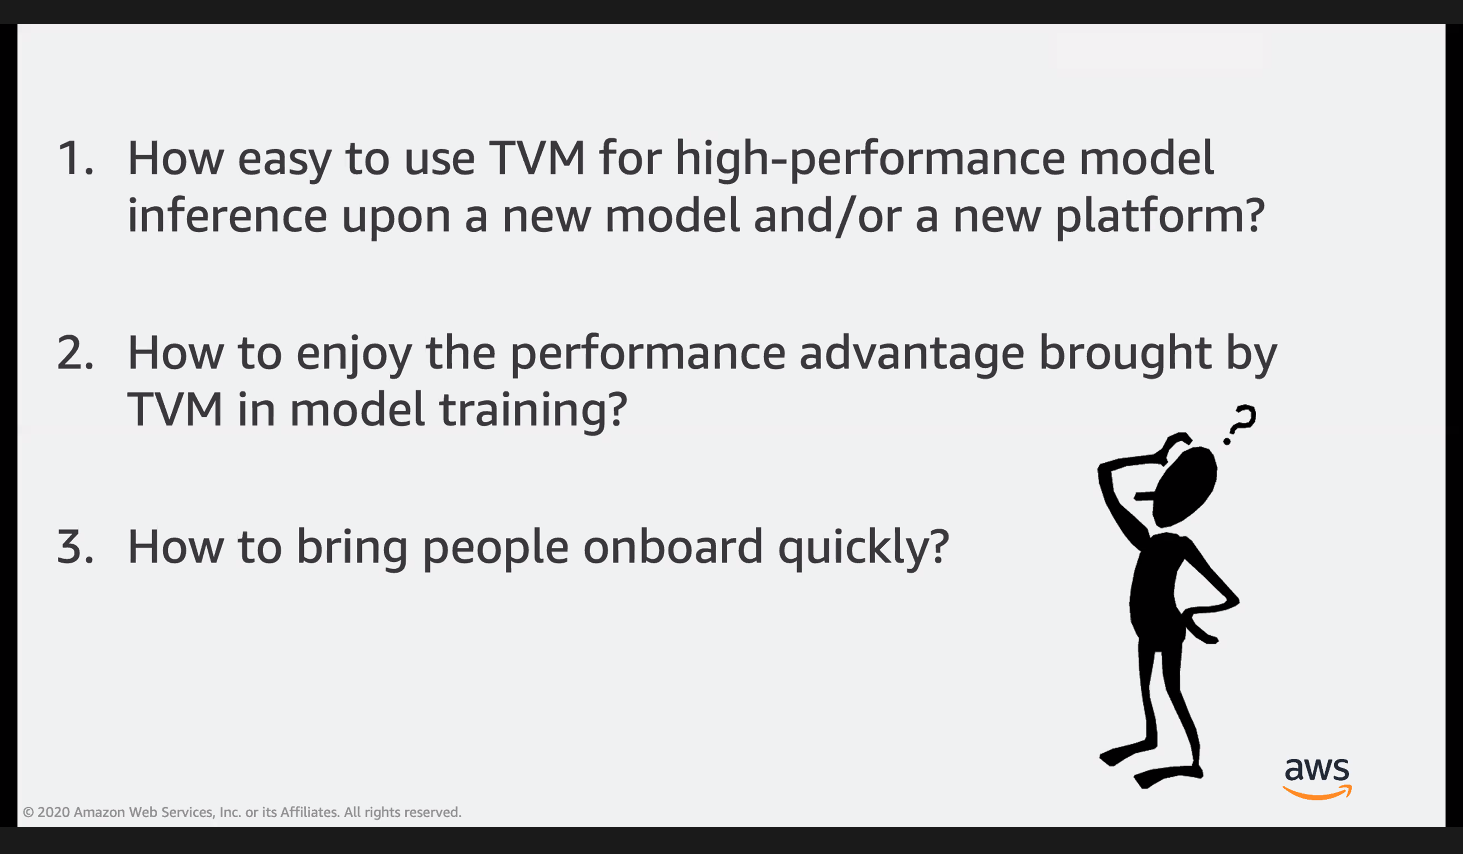 1. How easy to use TVM for high-performance model
inference upon a new model and/or a new platform?
2. How to enjoy the performance advantage brought by
TVM in model training?
?
3. How to bring people onboard quickly?
aws
© 2020 Amazon Web Services, Inc. or its Affiliates. All rights reserved.